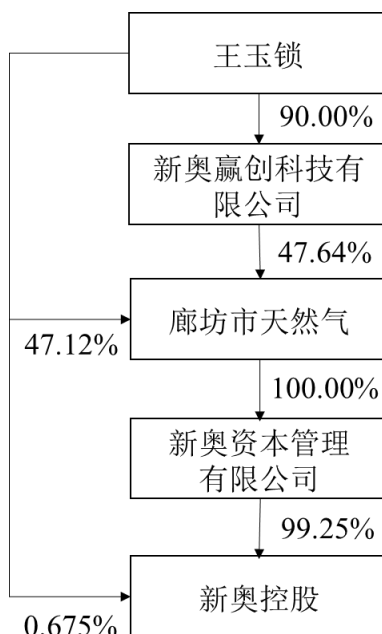 王玉锁
90.00%
新奥赢创科技有
限公司
47.64%
廊坊市天然气
47.12%
100.00%
新奥资本管理
有限公司
99.25%
新奥控股
0.675%